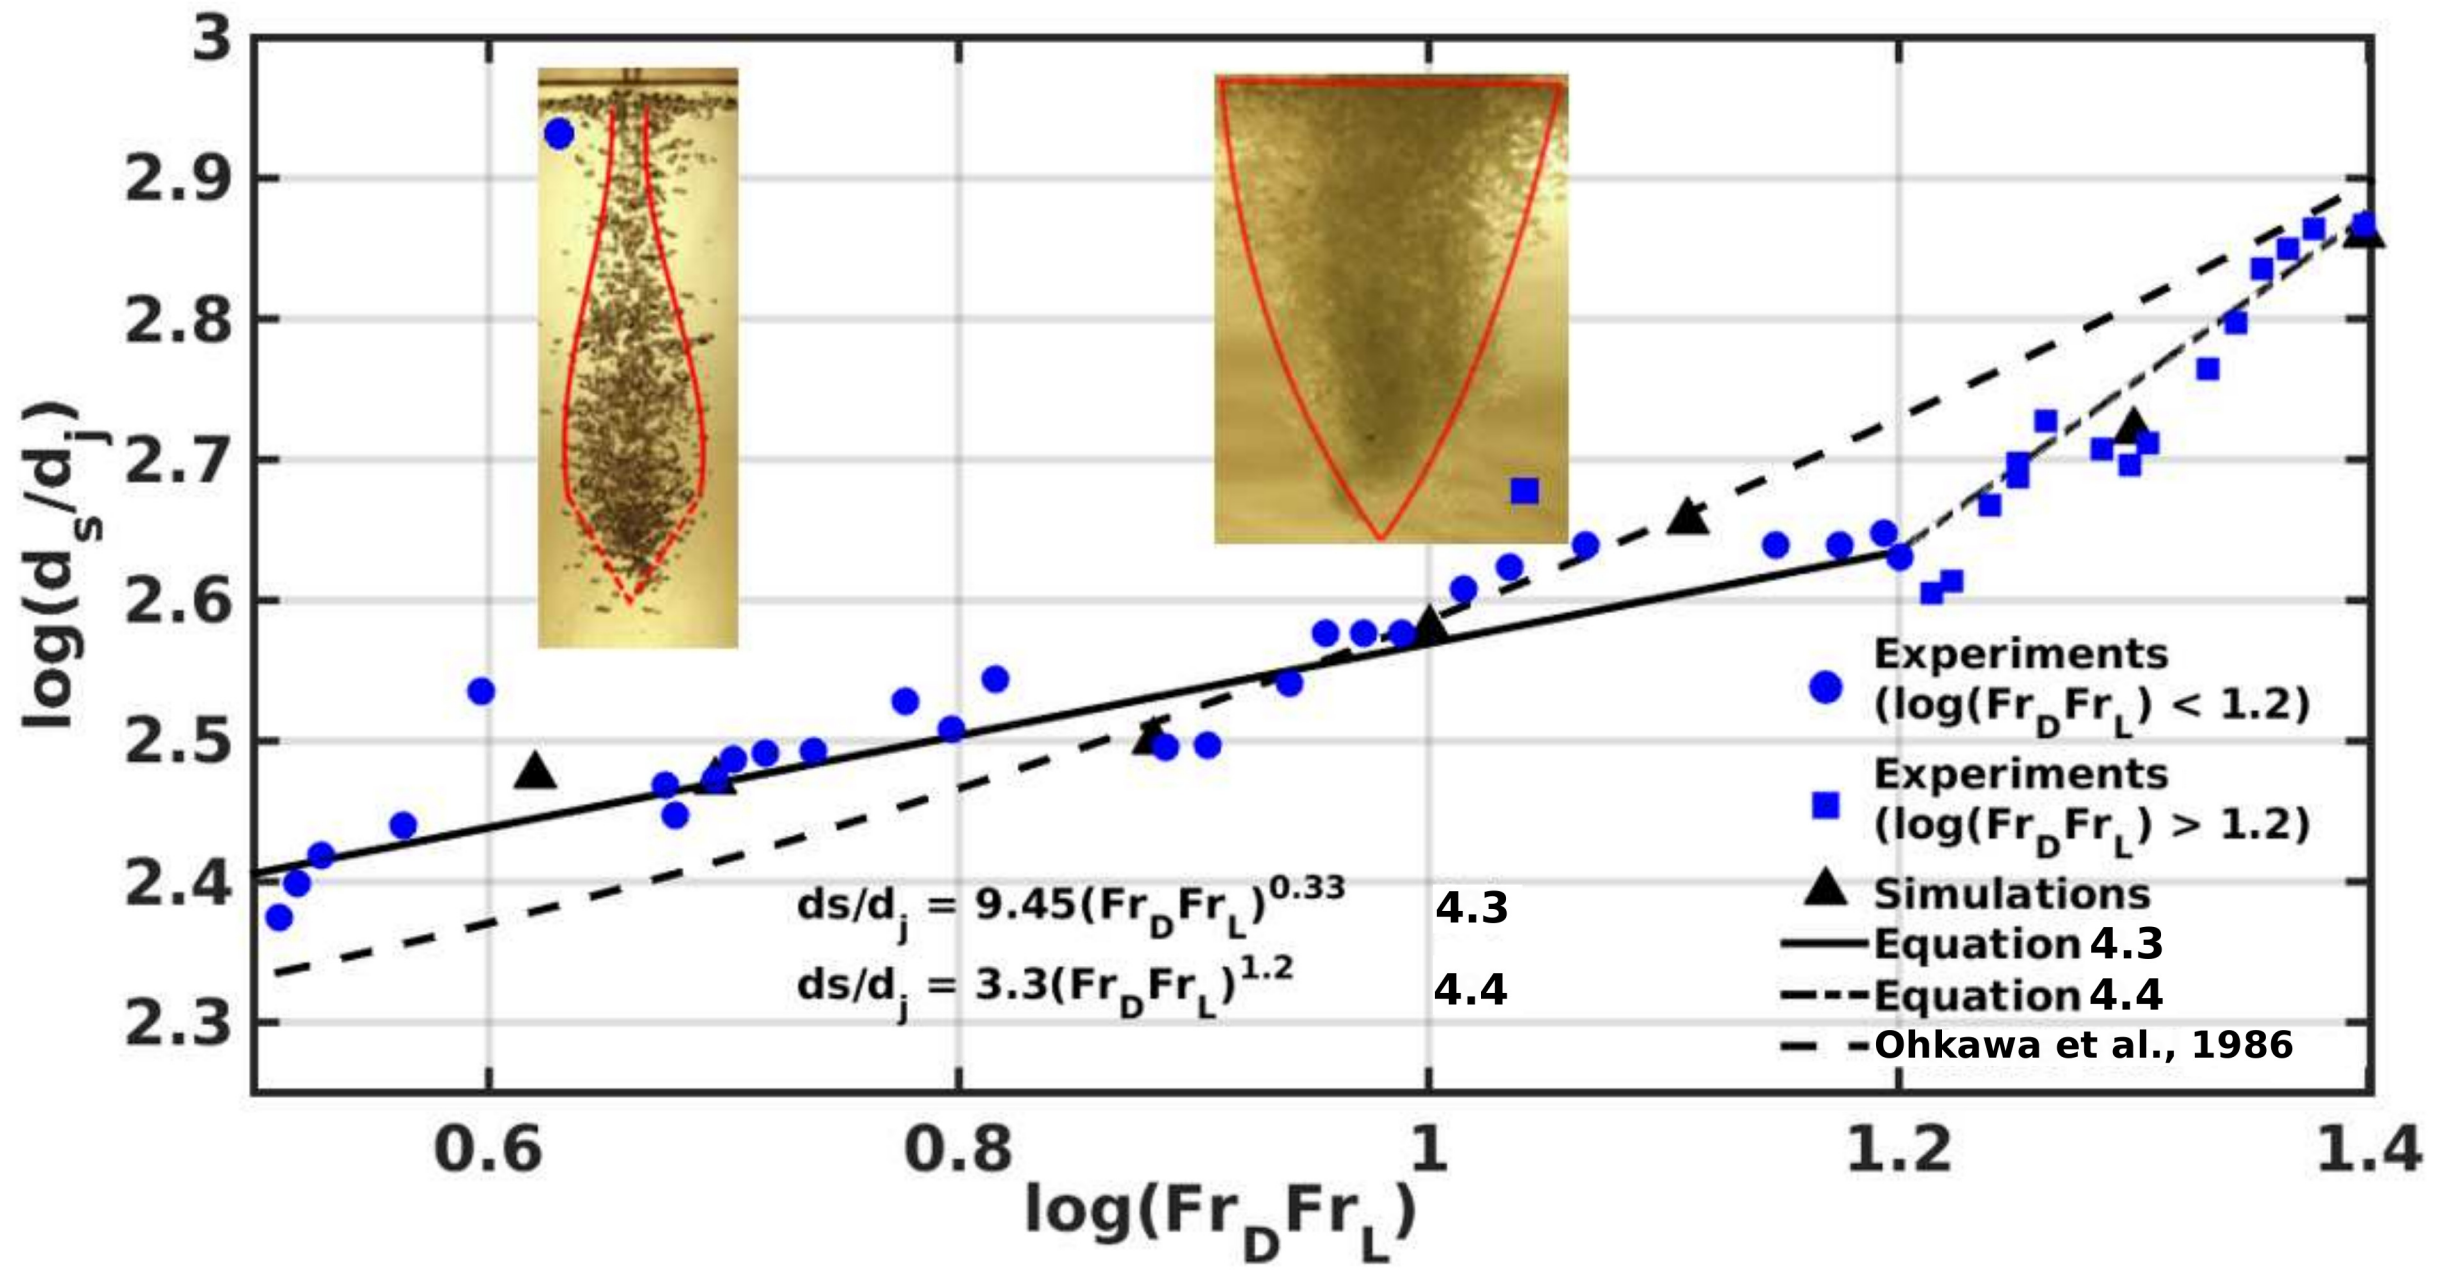 3
2.9
2.8
2.7
2.6
2.5
2.4
2.3
log(ds/dj)
0.6
0.8
1
1.2
1.4
log(FrDFrL)
ds/dj = 9.45(FrDFrL)0.33 4.3
ds/dj = 3.3(FrDFrL)1.2 4.4
Experiments
(log(FrDFrL) < 1.2)
Experiments
(log(FrDFrL) > 1.2)
Simulations
Equation 4.3
Equation 4.4
Ohkawa et al., 1986